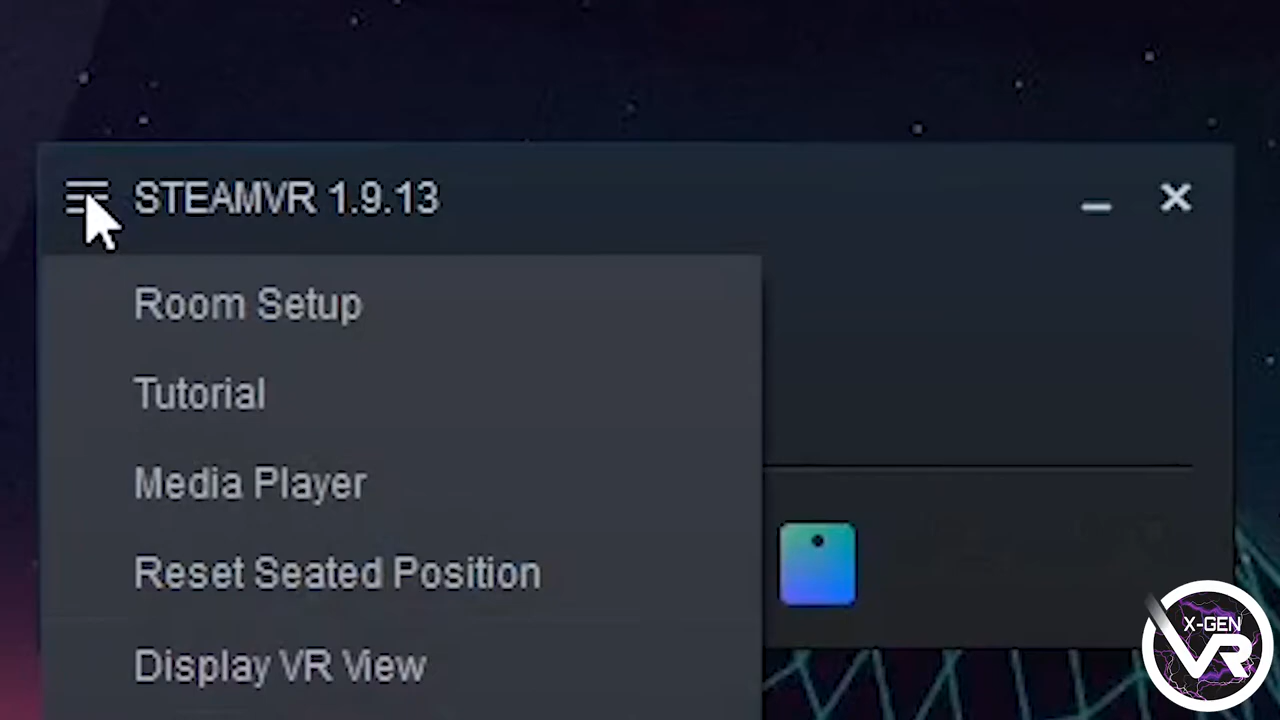 STEAMVR 1.9.13
Room Setup
Tutorial
Media Player
Reset Seated Position
Display VR View
X-GEN
VR